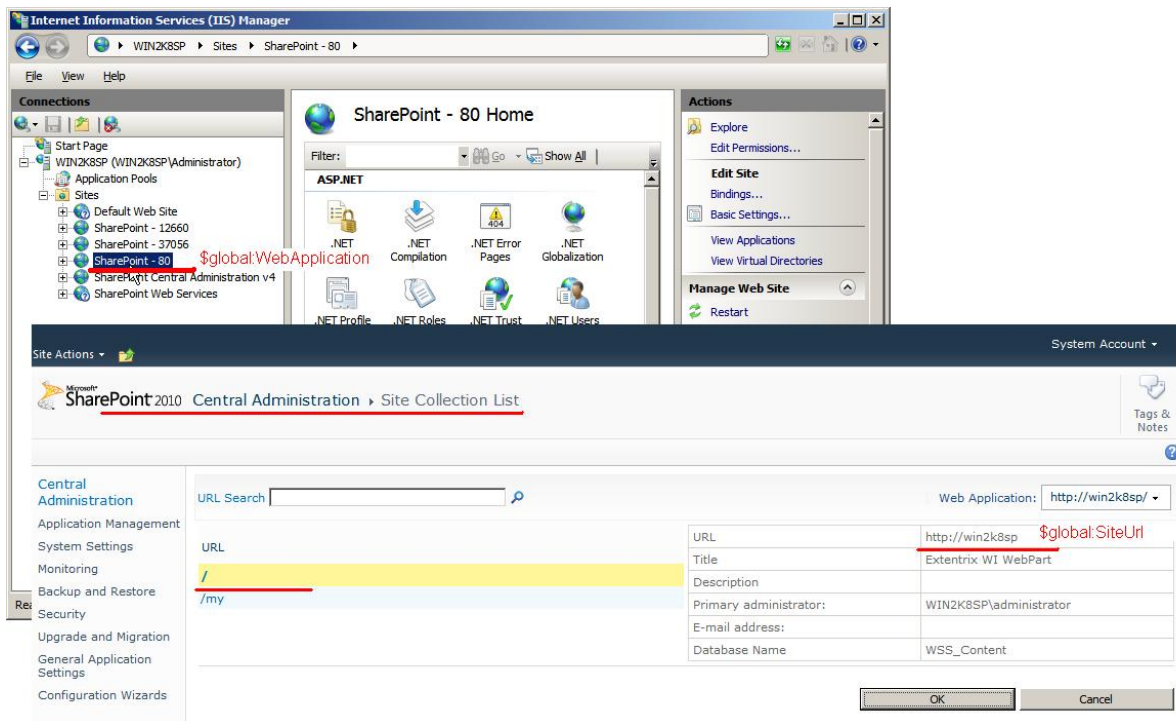 Internet Information Services (IIS) Manager
WIN2K8SP ▸ Sites ▸ SharePoint - 80 ▸
File View Help
Connections
Start Page
WIN2K8SP (WIN2K8SP\Administrator)
Application Pools
Sites
Default Web Site
SharePoint - 12660
SharePoint - 37056
SharePoint - 80 $global:WebApplication
SharePoint Central Administration v4
SharePoint Web Services
SharePoint - 80 Home
Filter: Go Show All
ASP.NET
.NET Compilation
.NET Error Pages
404
.NET Globalization
.NET Profile .NET Roles .NET Trust .NET Users
Actions
Explore
Edit Permissions...
Edit Site
Bindings...
Basic Settings...
View Applications
View Virtual Directories
Manage Web Site
Restart
Site Actions
System Account
Microsoft
SharePoint 2010 Central Administration ▸ Site Collection List
Tags &
Notes
Central
Administration
Application Management
System Settings
Monitoring
Backup and Restore
Security
Upgrade and Migration
General Application
Settings
Configuration Wizards
URL Search
Web Application: http://win2k8sp/
URL
/
/my
URL http://win2k8sp $global:SiteUrl
Title Extentrix WI WebPart
Description
Primary administrator: WIN2K8SP\administrator
E-mail address:
Database Name WSS_Content
OK Cancel